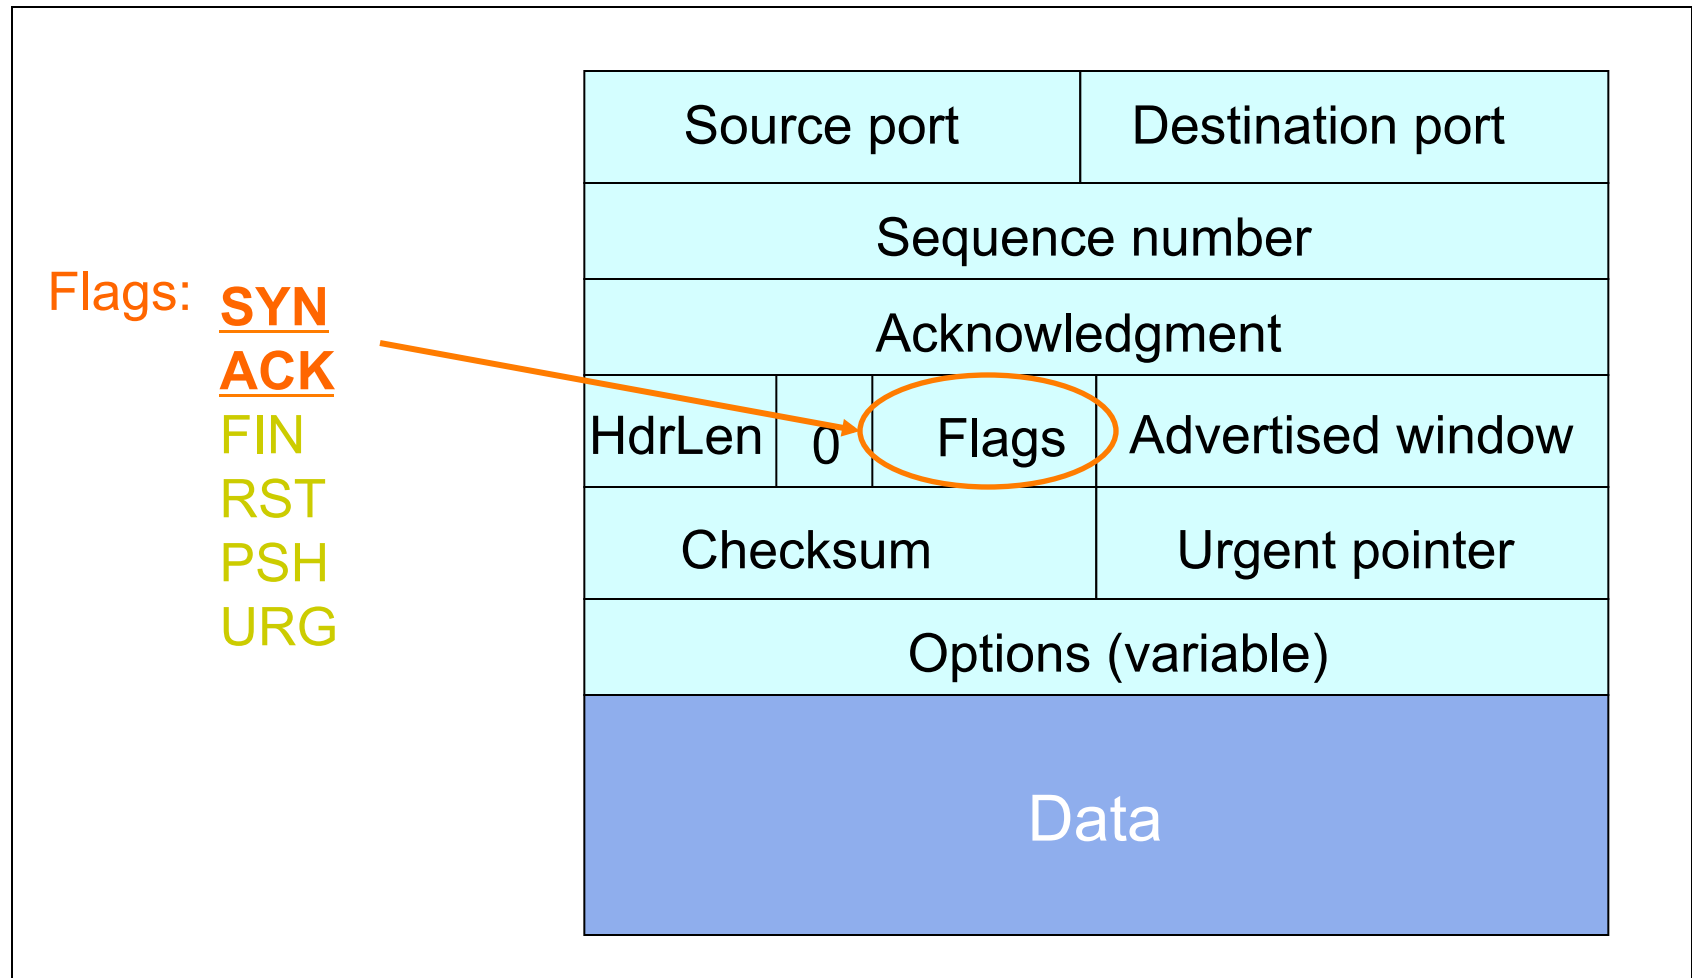 Flags:
SYN
ACK
FIN
RST
PSH
URG
Source port Destination port
Sequence number
Acknowledgment
HdrLen 0 Flags Advertised window
Checksum Urgent pointer
Options (variable)
Data